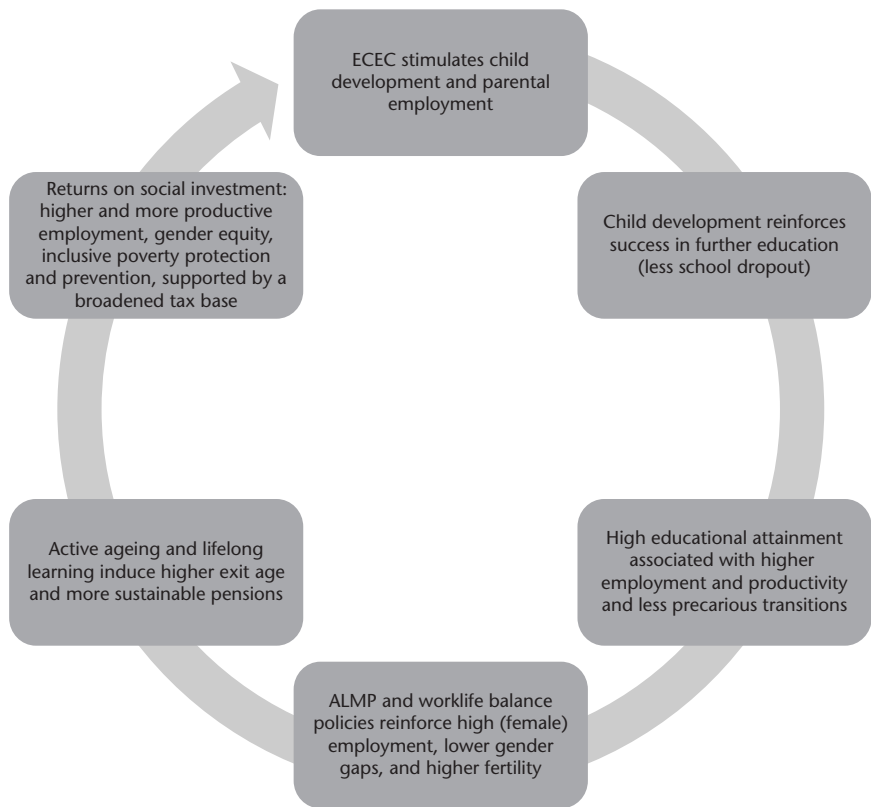 ECEC stimulates child
development and parental
employment
Child development reinforces
success in further education
(less school dropout)
High educational attainment
associated with higher
employment and productivity
and less precarious transitions
ALMP and worklife balance
policies reinforce high (female)
employment, lower gender
gaps, and higher fertility
Active ageing and lifelong
learning induce higher exit age
and more sustainable pensions
Returns on social investment:
higher and more productive
employment, gender equity,
inclusive poverty protection
and prevention, supported by a
broadened tax base